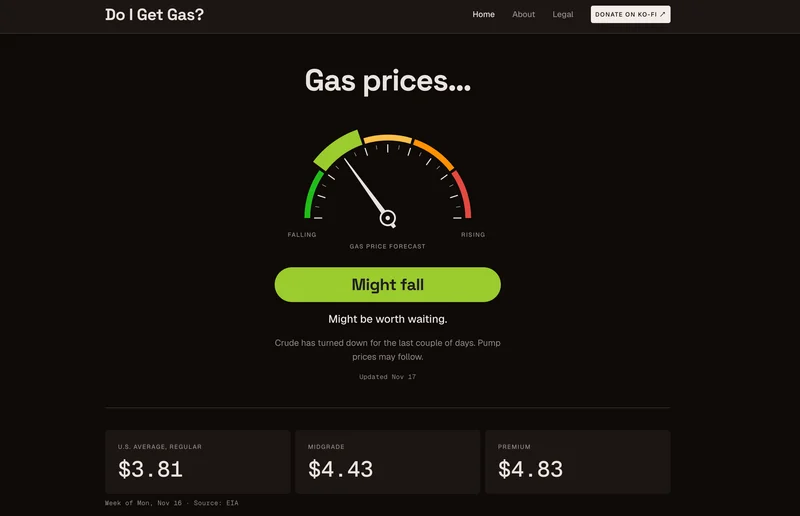 Do I Get Gas?
Home
About
Legal
DONATE ON KO-FI ↗
Gas prices...
FALLING
RISING
GAS PRICE FORECAST
Might fall
Might be worth waiting.
Crude has turned down for the last couple of days. Pump
prices may follow.
Updated Nov 17
U.S. AVERAGE, REGULAR
$3.81
MIDGRADE
$4.43
PREMIUM
$4.83
Week of Mon, Nov 16 · Source: EIA